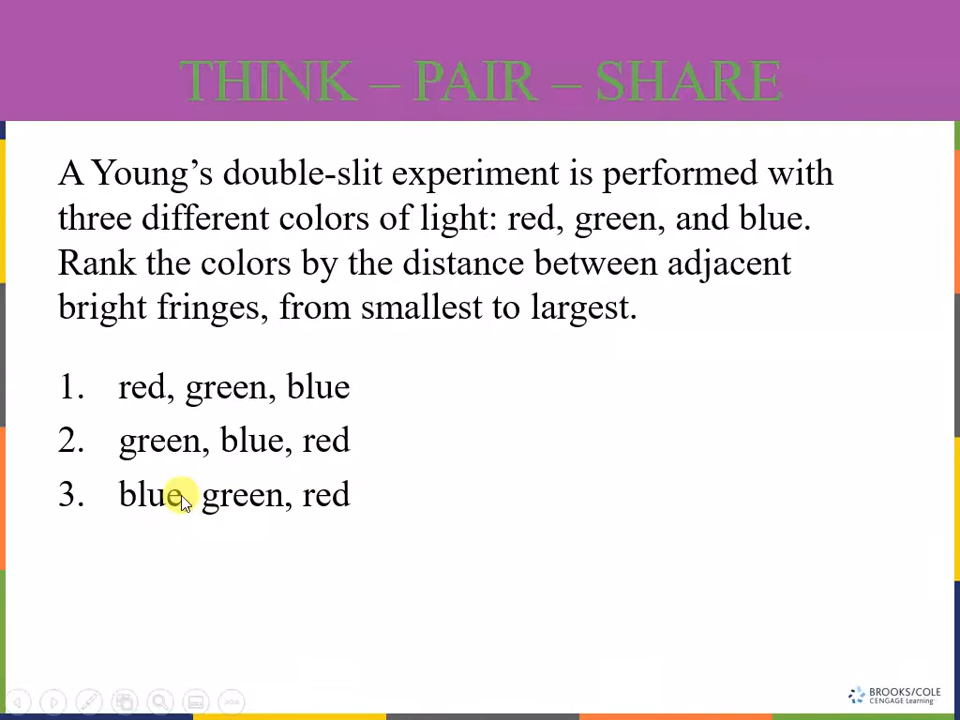 THINK – PAIR – SHARE
A Young’s double-slit experiment is performed with
three different colors of light: red, green, and blue.
Rank the colors by the distance between adjacent
bright fringes, from smallest to largest.
1. red, green, blue
2. green, blue, red
3. blue, green, red
BROOKS/COLE
CENGAGE Learning